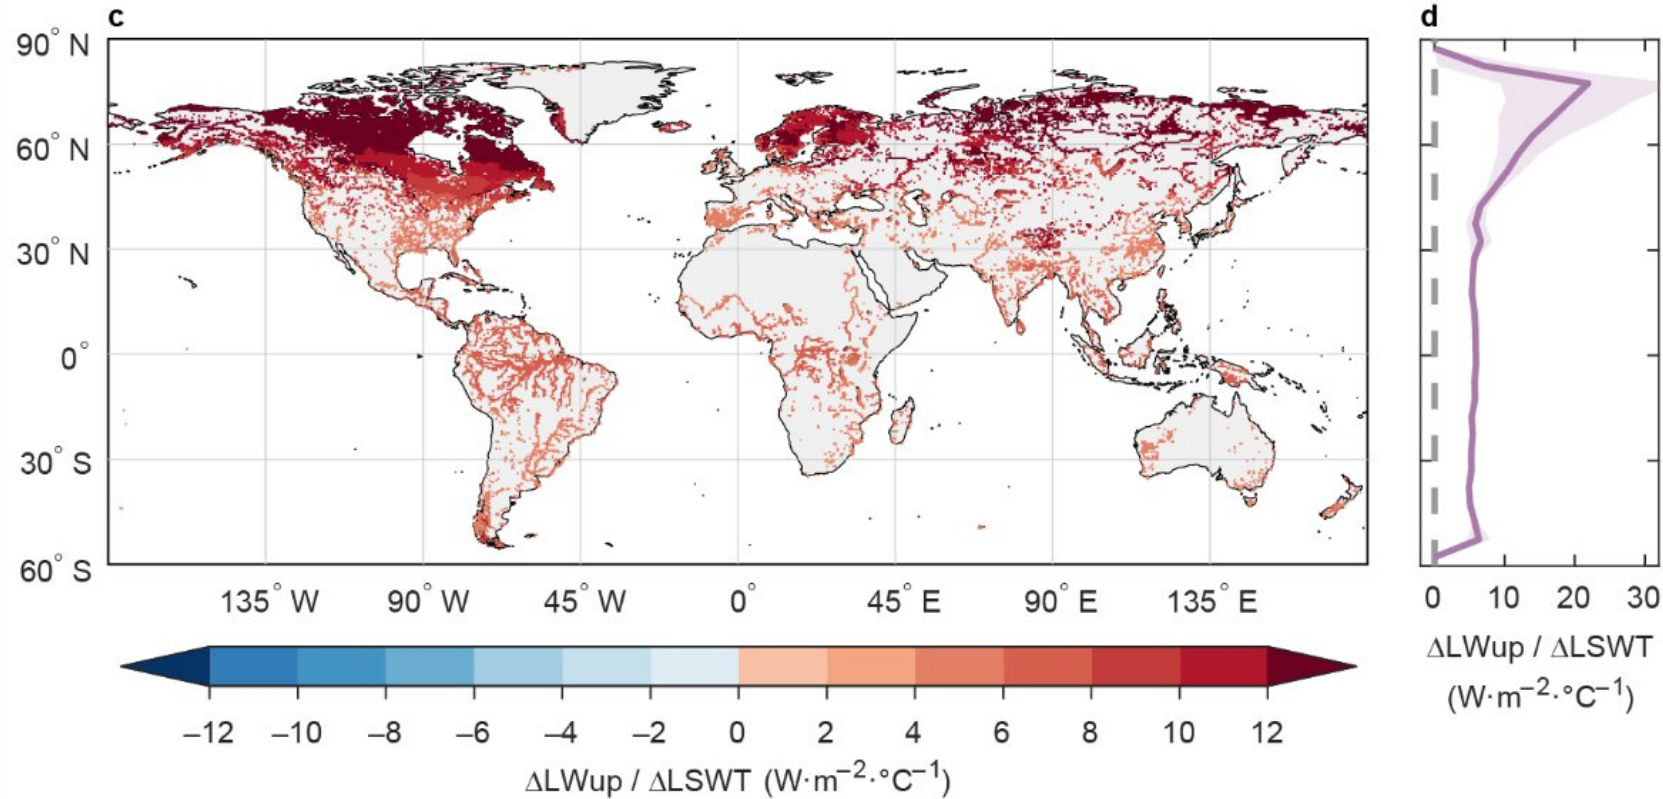 c
d
90° N
60° N
30° N
0°
30° S
60° S
135° W 90° W 45° W 0° 45° E 90° E 135° E
0 10 20 30
ΔLWup / ΔLSWT
(W·m⁻²·°C⁻¹)
–12 –10 –8 –6 –4 –2 0 2 4 6 8 10 12
ΔLWup / ΔLSWT (W·m⁻²·°C⁻¹)